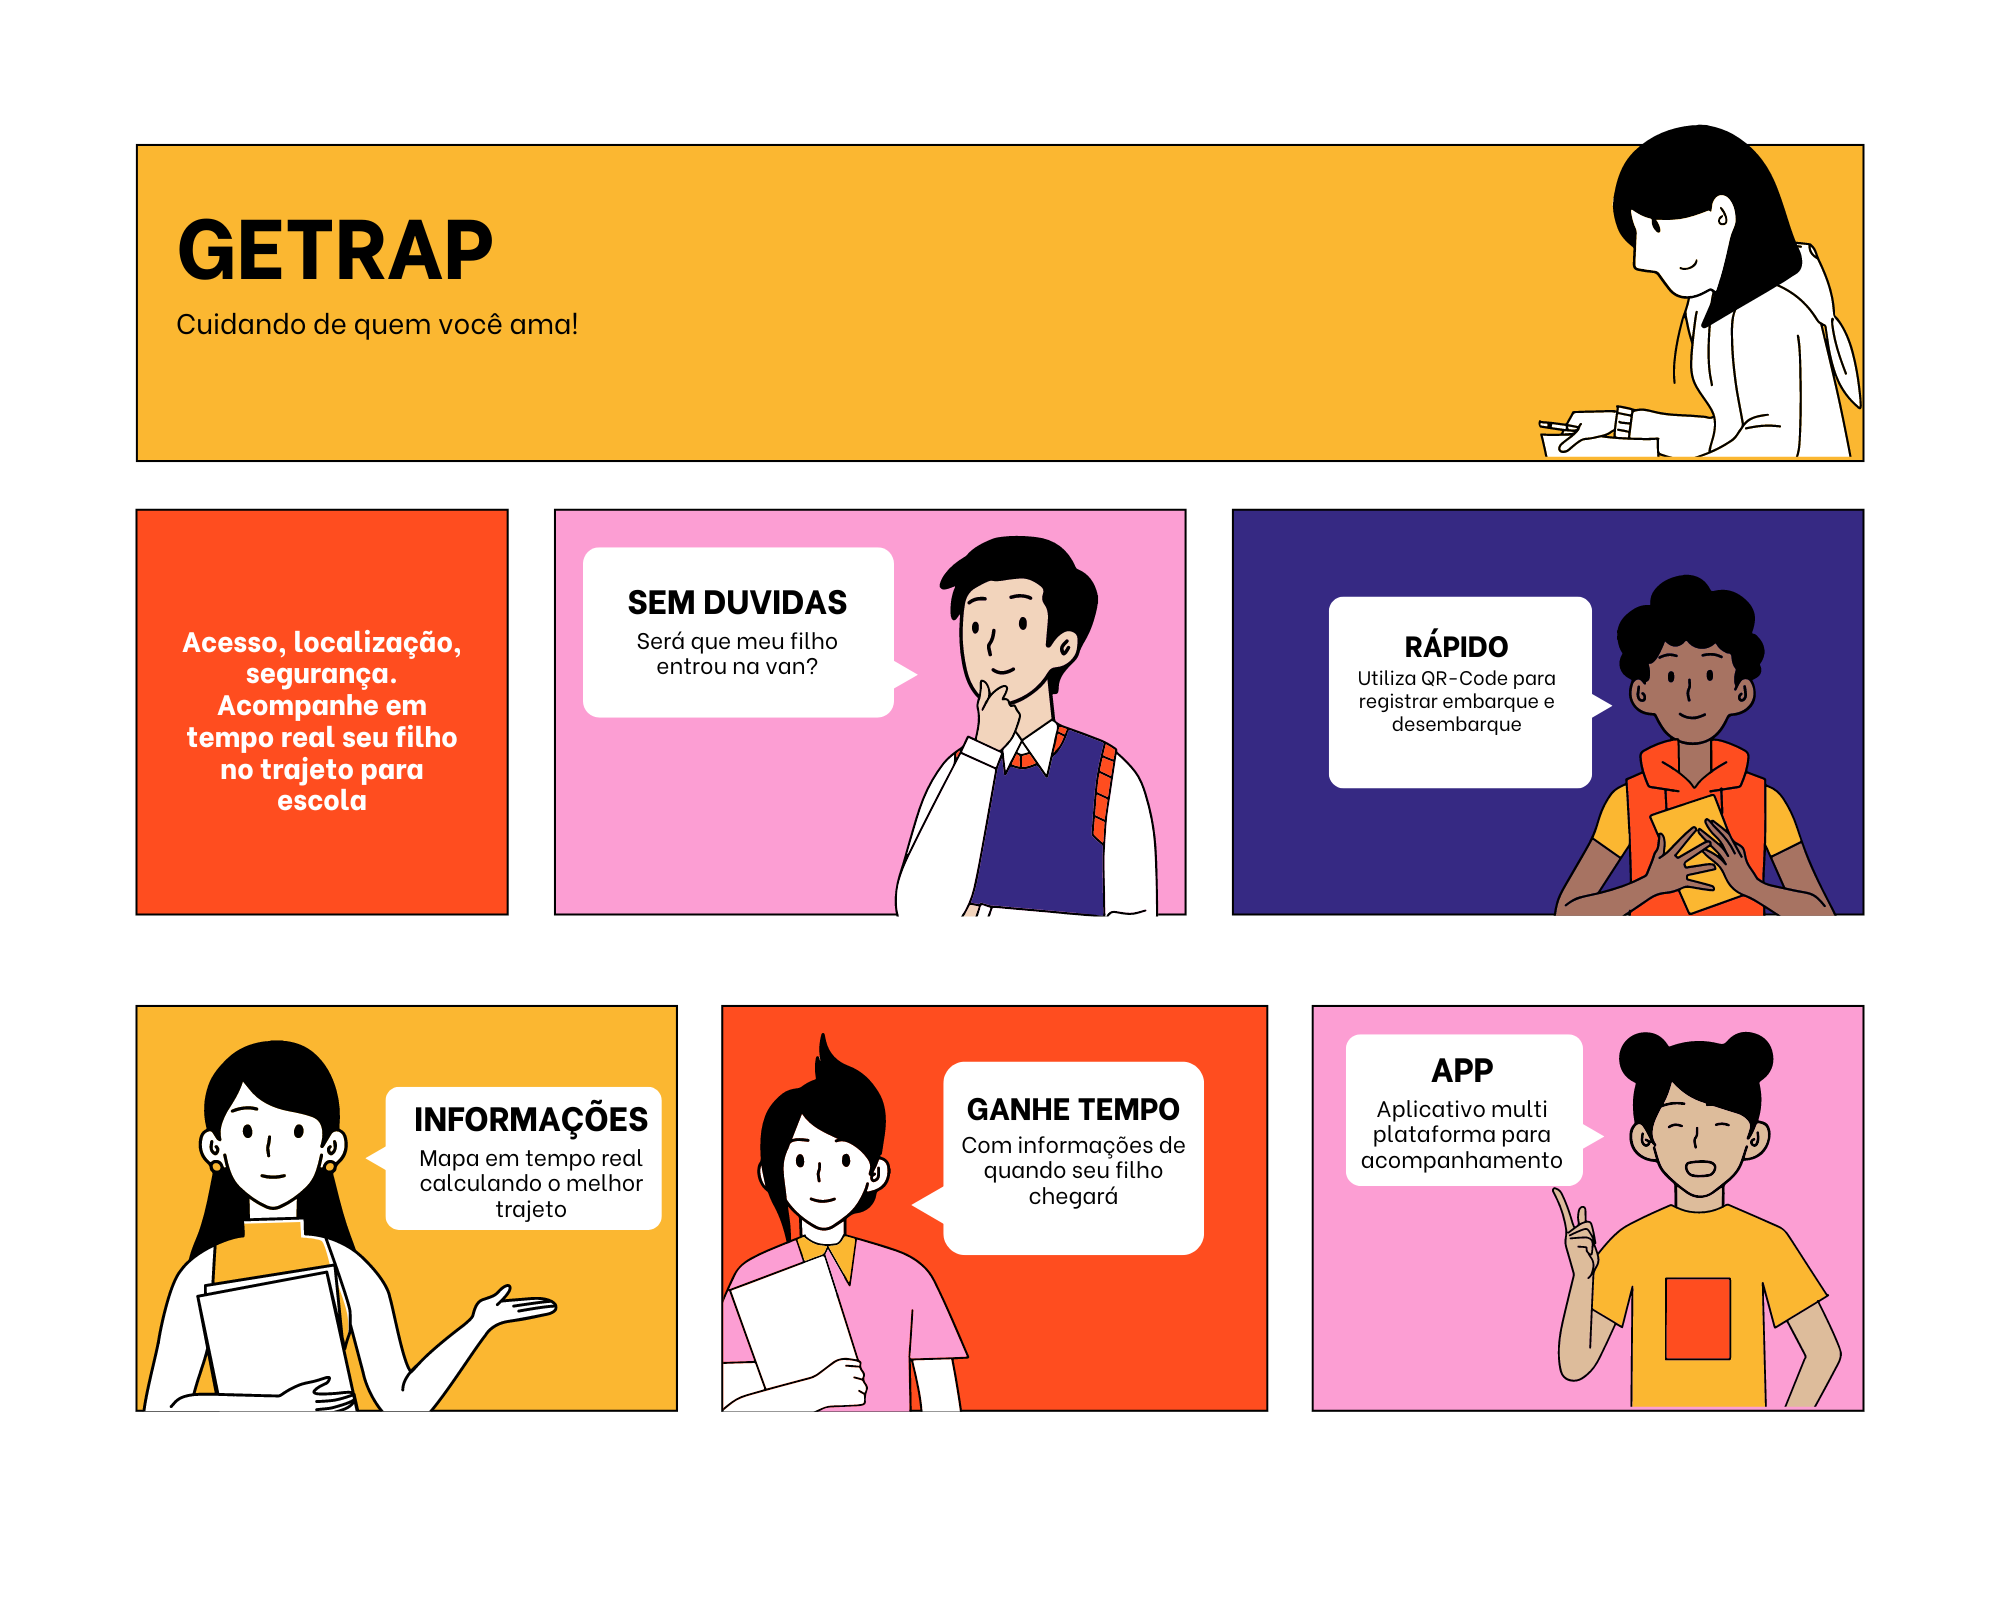 GETRAP
Cuidando de quem você ama!
Acesso, localização,
segurança.
Acompanhe em
tempo real seu filho
no trajeto para
escola
SEM DUVIDAS
Será que meu filho
entrou na van?
RÁPIDO
Utiliza QR-Code para
registrar embarque e
desembarque
INFORMAÇÕES
Mapa em tempo real
calculando o melhor
trajeto
GANHE TEMPO
Com informações de
quando seu filho
chegará
APP
Aplicativo multi
plataforma para
acompanhamento